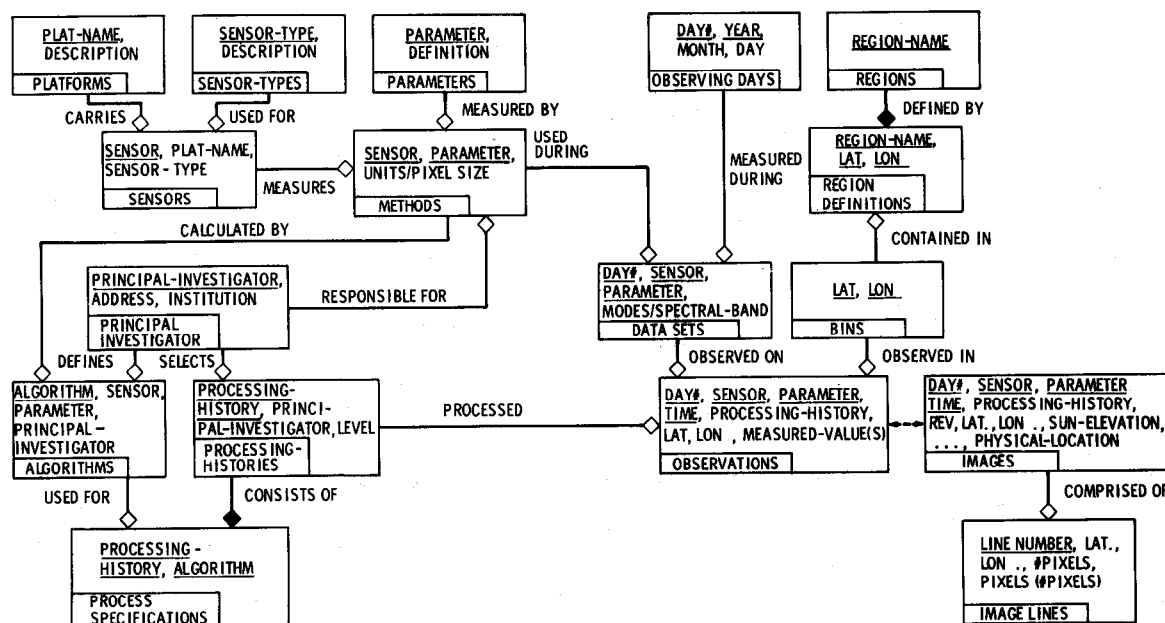 PLAT-NAME,
DESCRIPTION
PLATFORMS
SENSOR-TYPE,
DESCRIPTION
SENSOR-TYPES
PARAMETER,
DEFINITION
PARAMETERS
DAY#, YEAR,
MONTH, DAY
OBSERVING DAYS
REGION-NAME
REGIONS
CARRIES
USED FOR
MEASURED BY
DEFINED BY
SENSOR, PLAT-NAME,
SENSOR-TYPE
SENSORS
MEASURES
SENSOR, PARAMETER,
UNITS/PIXEL SIZE
METHODS
USED
DURING
MEASURED
DURING
REGION-NAME,
LAT, LON
REGION
DEFINITIONS
CALCULATED BY
CONTAINED IN
PRINCIPAL-INVESTIGATOR,
ADDRESS, INSTITUTION
PRINCIPAL
INVESTIGATOR
RESPONSIBLE FOR
DAY#, SENSOR,
PARAMETER,
MODES/SPECTRAL-BAND
DATA SETS
LAT, LON
BINS
DEFINES
SELECTS
OBSERVED ON
OBSERVED IN
ALGORITHM, SENSOR,
PARAMETER,
PRINCIPAL-
INVESTIGATOR
ALGORITHMS
PROCESSING-
HISTORY, PRINCI-
PAL-INVESTIGATOR, LEVEL
PROCESSING-
HISTORIES
PROCESSED
DAY#, SENSOR, PARAMETER,
TIME, PROCESSING-HISTORY,
LAT, LON ., MEASURED-VALUE(S)
OBSERVATIONS
DAY#, SENSOR, PARAMETER
TIME, PROCESSING-HISTORY,
REV, LAT., LON ., SUN-ELEVATION,
. . ., PHYSICAL-LOCATION
IMAGES
USED FOR
CONSISTS OF
COMPRISED OF
PROCESSING-
HISTORY, ALGORITHM
PROCESS
SPECIFICATIONS
LINE NUMBER, LAT.,
LON ., #PIXELS,
PIXELS (#PIXELS)
IMAGE LINES